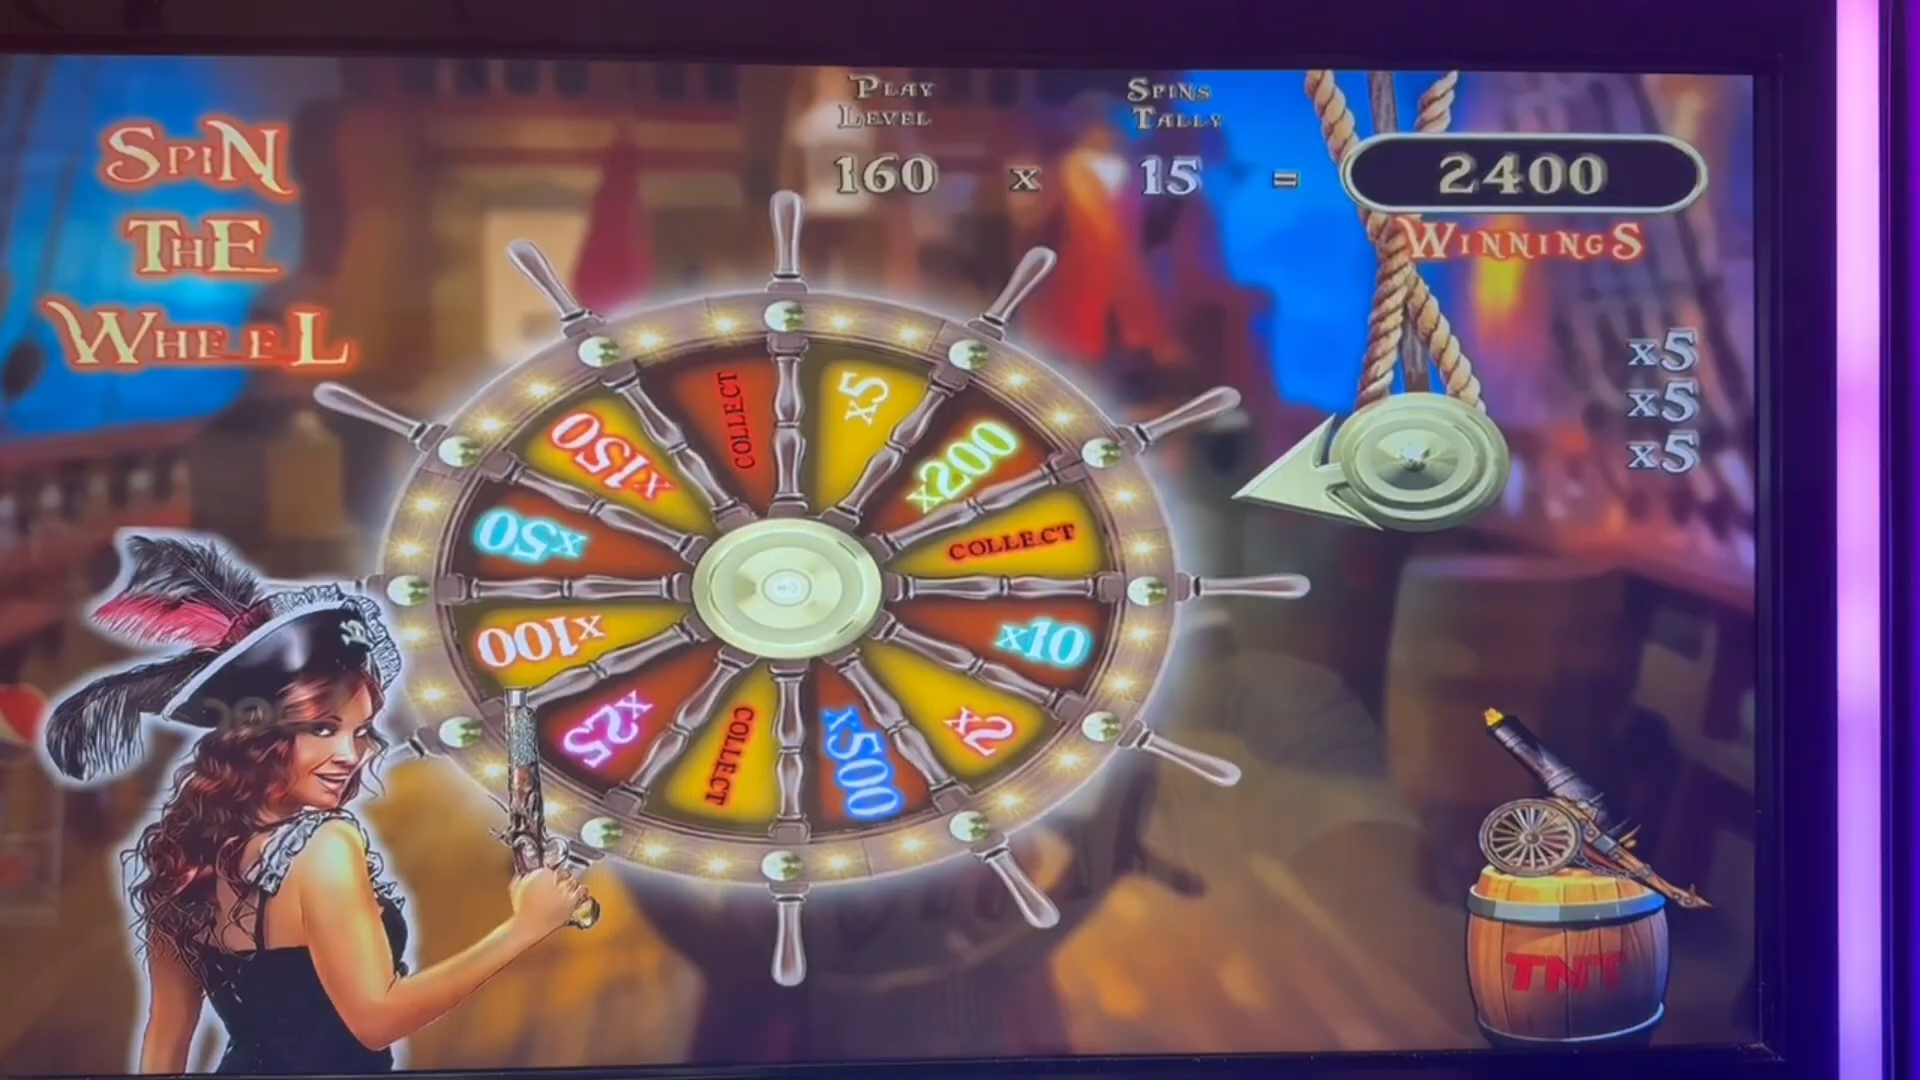 SPIN
THE
WHEEL
PLAY
LEVEL
SPINS
TALLY
160 x 15 = 2400
WINNINGS
x5
x5
x5
COLLECT
x5
x200
COLLECT
x10
x2
x500
COLLECT
x25
x100
x50
x150
TNT